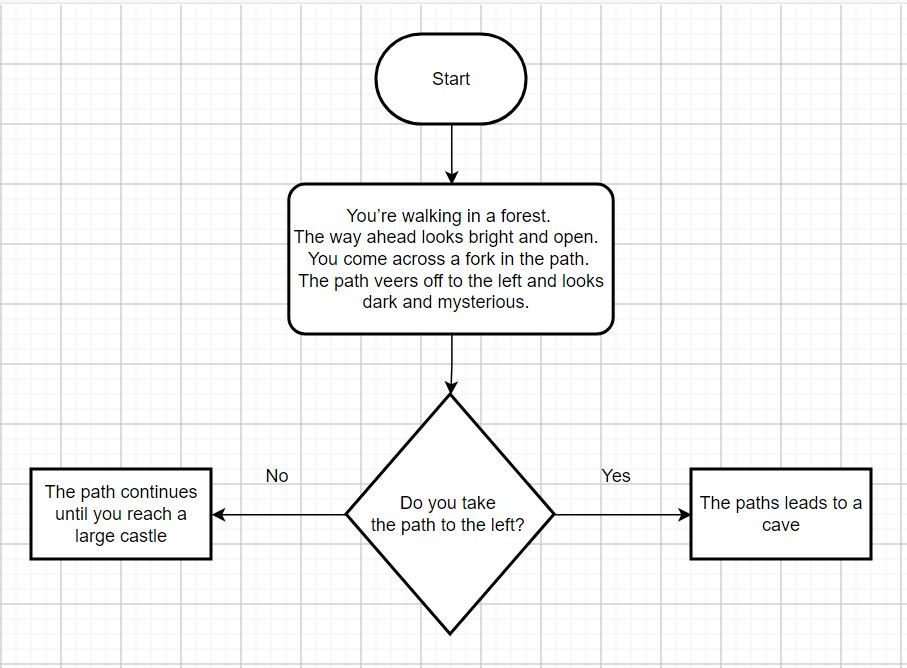 Start
You’re walking in a forest.
The way ahead looks bright and open.
You come across a fork in the path.
The path veers off to the left and looks
dark and mysterious.
No
Yes
The path continues
until you reach a
large castle
Do you take
the path to the left?
The paths leads to a
cave